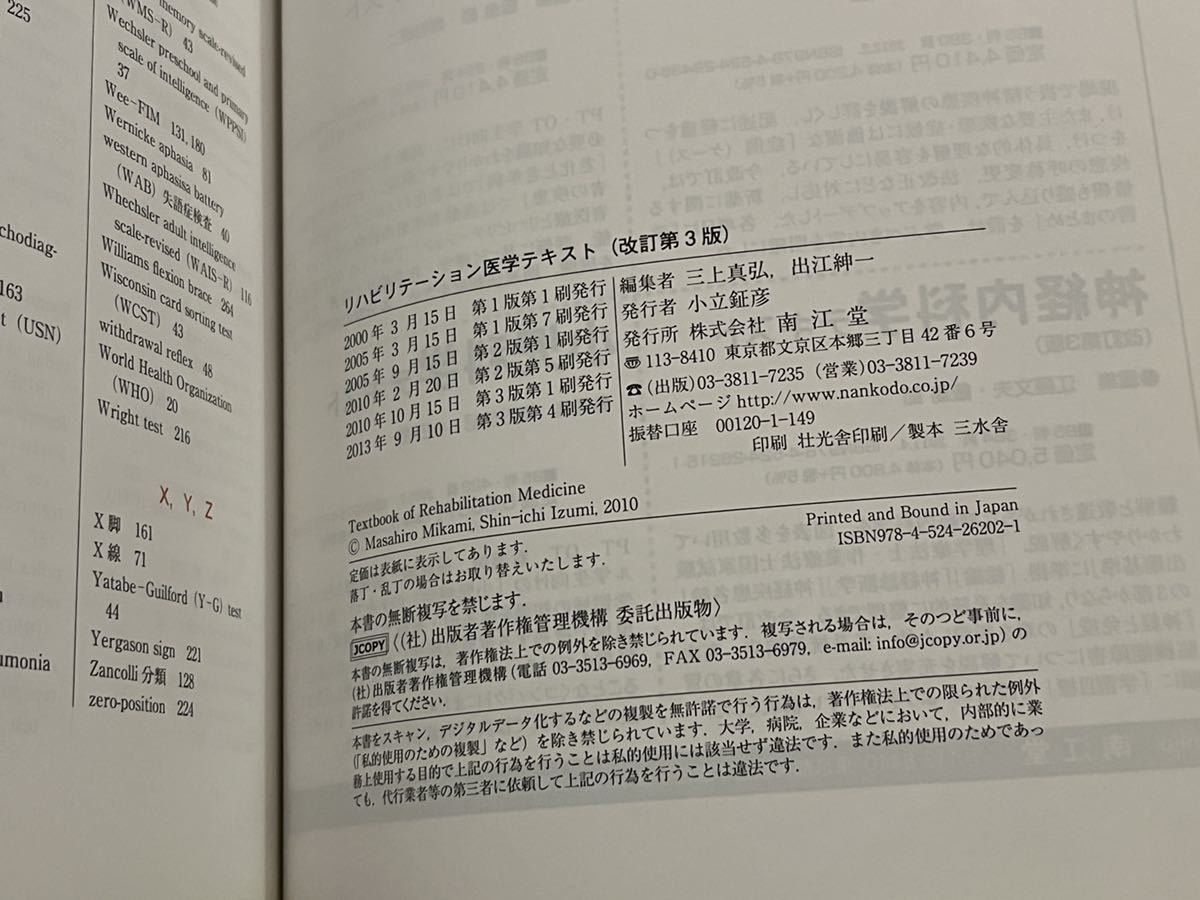 225
memory scale-revised
(WMS-R) 43
Wechsler preschool and primary
scale of intelligence (WPPSI)
37
Wee-FIM 131, 180
Wernicke aphasia 81
western aphasisa battery
(WAB) 失語症検査 40
Whechsler adult intelligence
scale-revised (WAIS-R) 116
Williams flexion brace 264
Wisconsin card sorting test
(WCST) 43
withdrawal reflex 48
World Health Organization
(WHO) 20
Wright test 216
X, Y, Z
X脚 161
X線 71
Yatabe-Guilford (Y-G) test
44
Yergason sign 221
Zancolli分類 128
zero-position 224
chodiag-
163
t (USN)
umonia
リハビリテーション医学テキスト(改訂第3版)
2000年3月15日 第1版第1刷発行
2005年3月15日 第1版第7刷発行
2005年9月15日 第2版第1刷発行
2010年2月20日 第2版第5刷発行
2010年10月15日 第3版第1刷発行
2013年9月10日 第3版第4刷発行
編集者 三上真弘,出江紳一
発行者 小立鉦彦
発行所 株式会社 南江堂
〠113-8410 東京都文京区本郷三丁目42番6号
☎(出版)03-3811-7235 (営業)03-3811-7239
ホームページ http://www.nankodo.co.jp/
振替口座 00120-1-149
印刷 壮光舎印刷/製本 三水舎
Textbook of Rehabilitation Medicine
© Masahiro Mikami, Shin-ichi Izumi, 2010
Printed and Bound in Japan
ISBN978-4-524-26202-1
定価は表紙に表示してあります.
落丁・乱丁の場合はお取り替えいたします.
本書の無断複写を禁じます.
JCOPY 〈(社)出版者著作権管理機構 委託出版物〉
本書の無断複写は,著作権法上での例外を除き禁じられています.複写される場合は,そのつど事前に,
(社)出版者著作権管理機構(電話 03-3513-6969, FAX 03-3513-6979, e-mail: info@jcopy.or.jp)の
許諾を得てください.
本書をスキャン,デジタルデータ化するなどの複製を無許諾で行う行為は,著作権法上での限られた例外
(「私的使用のための複製」など)を除き禁じられています.大学,病院,企業などにおいて,内部的に業
務上使用する目的で上記の行為を行うことは私的使用には該当せず違法です.また私的使用のためであっ
ても,代行業者等の第三者に依頼して上記の行為を行うことは違法です.